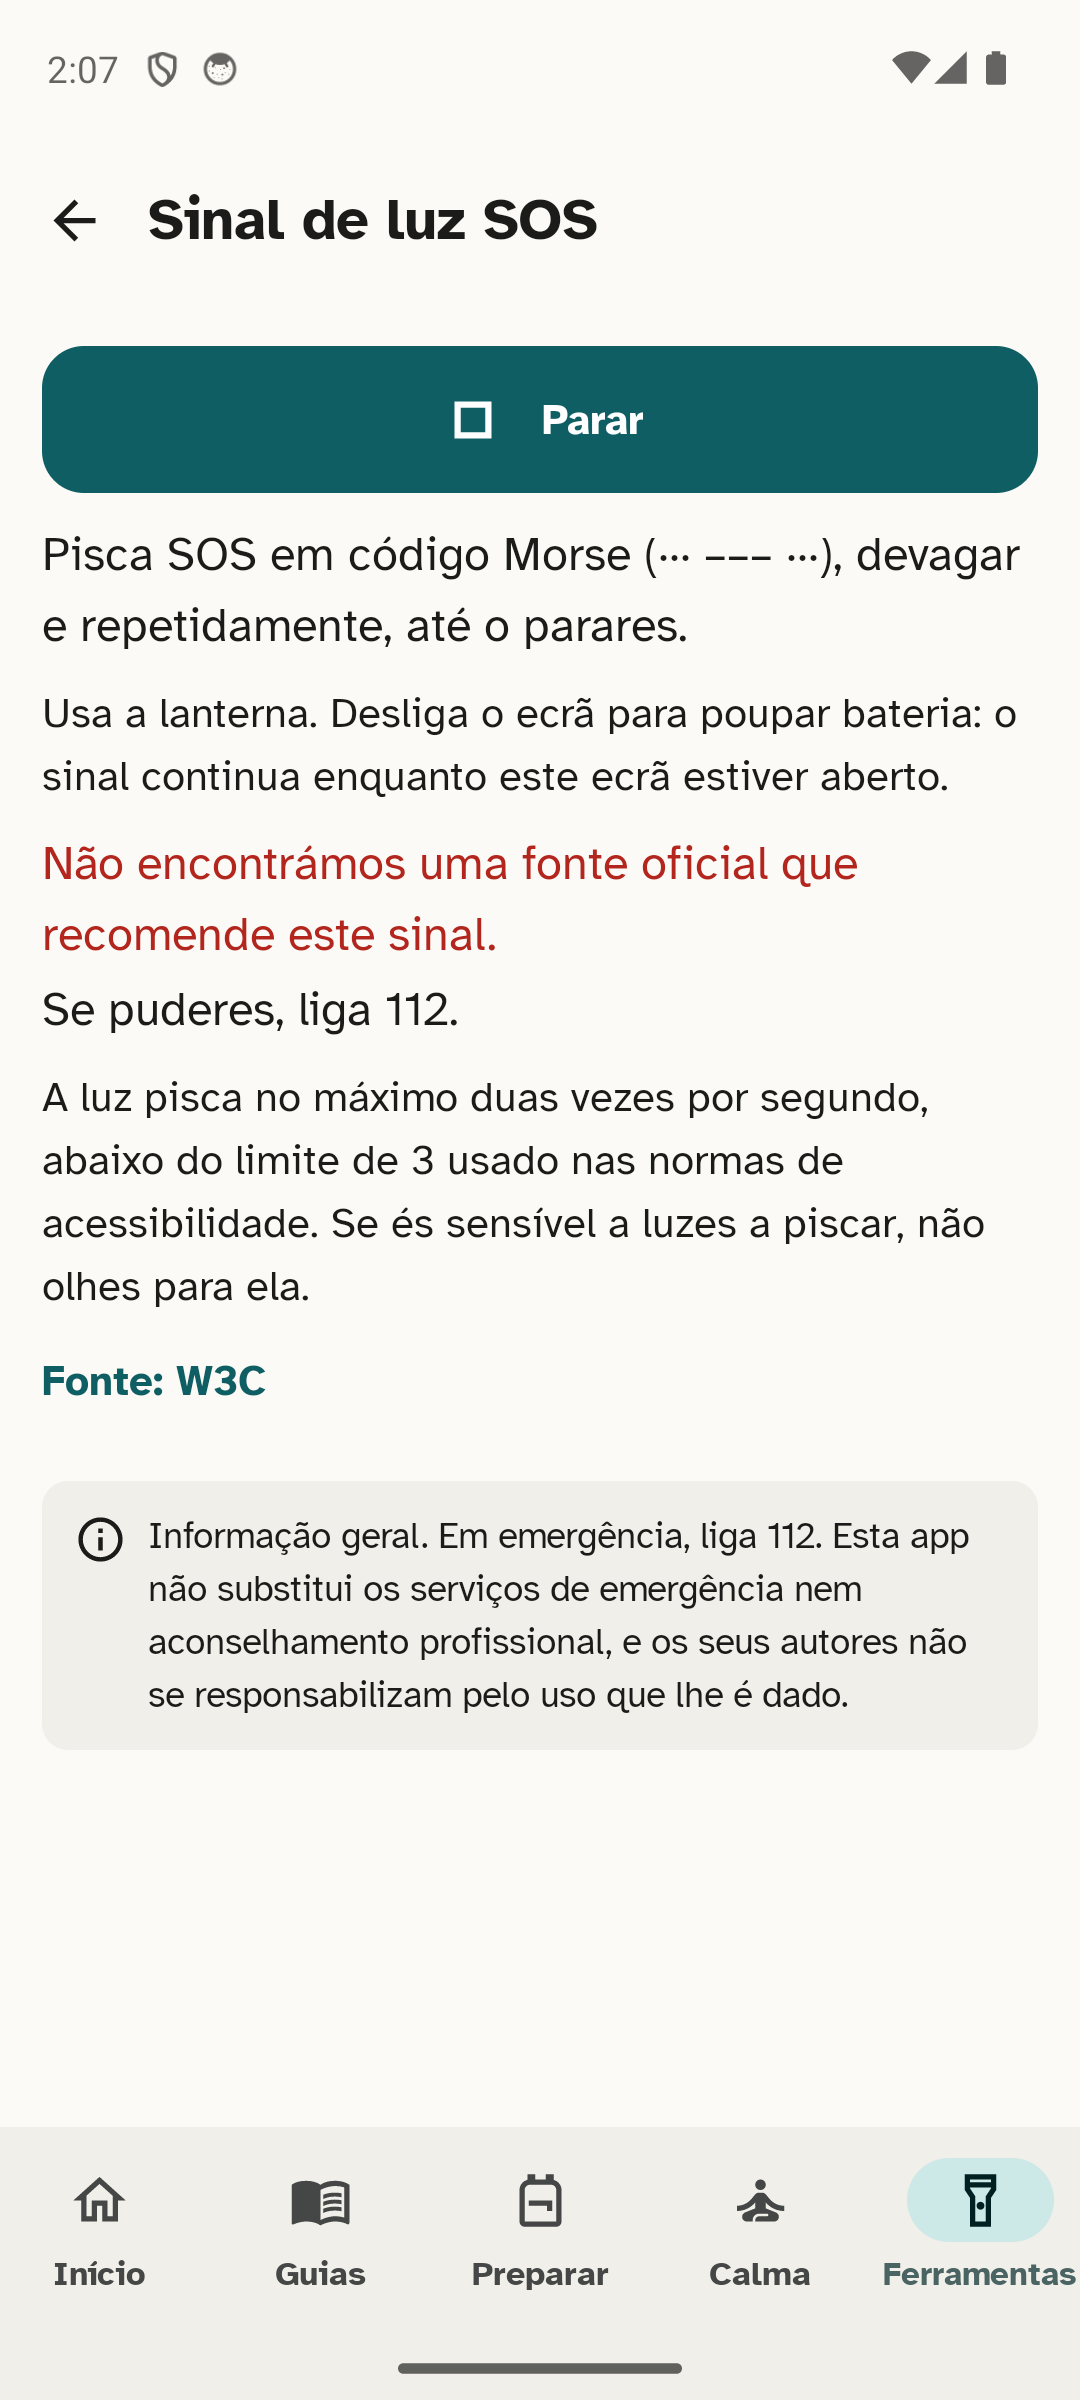 2:07
Sinal de luz SOS
Parar
Pisca SOS em código Morse (··· −−− ···), devagar
e repetidamente, até o parares.
Usa a lanterna. Desliga o ecrã para poupar bateria: o
sinal continua enquanto este ecrã estiver aberto.
Não encontrámos uma fonte oficial que
recomende este sinal.
Se puderes, liga 112.
A luz pisca no máximo duas vezes por segundo,
abaixo do limite de 3 usado nas normas de
acessibilidade. Se és sensível a luzes a piscar, não
olhes para ela.
Fonte: W3C
Informação geral. Em emergência, liga 112. Esta app
não substitui os serviços de emergência nem
aconselhamento profissional, e os seus autores não
se responsabilizam pelo uso que lhe é dado.
Início
Guias
Preparar
Calma
Ferramentas